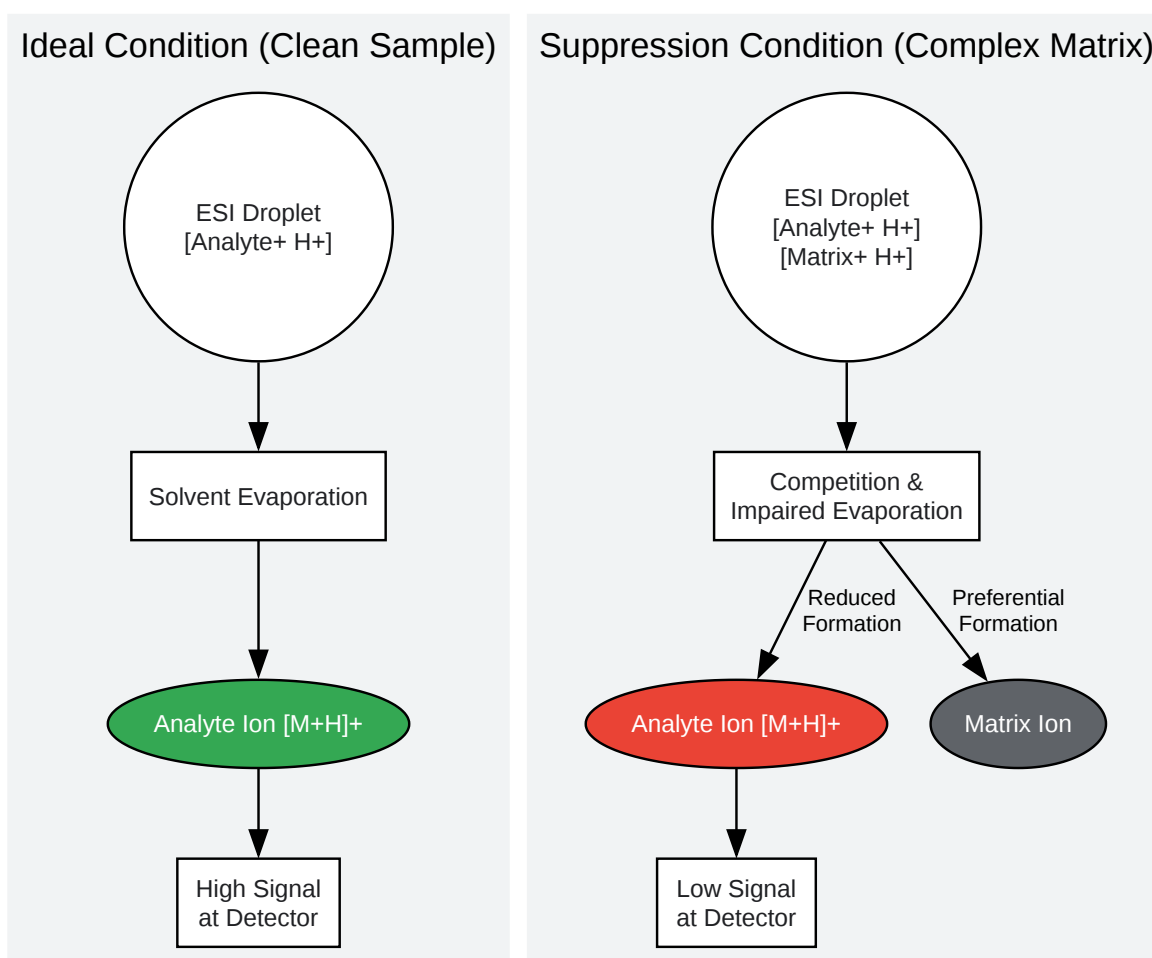 Ideal Condition (Clean Sample)
ESI Droplet
[Analyte+ H+]
Solvent Evaporation
Analyte Ion [M+H]+
High Signal
at Detector
Suppression Condition (Complex Matrix)
ESI Droplet
[Analyte+ H+]
[Matrix+ H+]
Competition &
Impaired Evaporation
Reduced
Formation
Preferential
Formation
Analyte Ion [M+H]+
Matrix Ion
Low Signal
at Detector